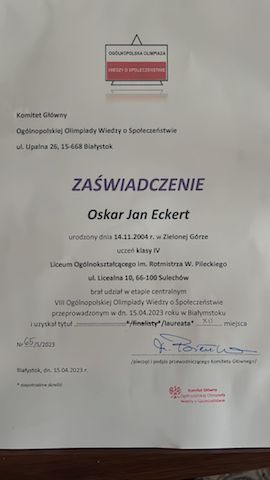 OGÓLNOPOLSKA OLIMPIADA
WIEDZY O SPOŁECZEŃSTWIE
Komitet Główny
Ogólnopolskiej Olimpiady Wiedzy o Społeczeństwie
ul. Upalna 26, 15-668 Białystok
ZAŚWIADCZENIE
Oskar Jan Eckert
urodzony dnia 14.11.2004 r. w Zielonej Górze
uczeń klasy IV
Liceum Ogólnokształcącego im. Rotmistrza W. Pileckiego
ul. Licealna 10, 66-100 Sulechów
brał udział w etapie centralnym
VIII Ogólnopolskiej Olimpiady Wiedzy o Społeczeństwie
przeprowadzonym w dn. 15.04.2023 roku w Białymstoku
i uzyskał tytuł */finalisty*/laureata* XII miejsca
Nr 65/S/2023
/pieczęć i podpis przewodniczącego Komitetu Głównego/
Białystok, dn. 15.04.2023 r.
* niepotrzebne skreślić
Komitet Główny
Ogólnopolskiej Olimpiady
Wiedzy o Społeczeństwie